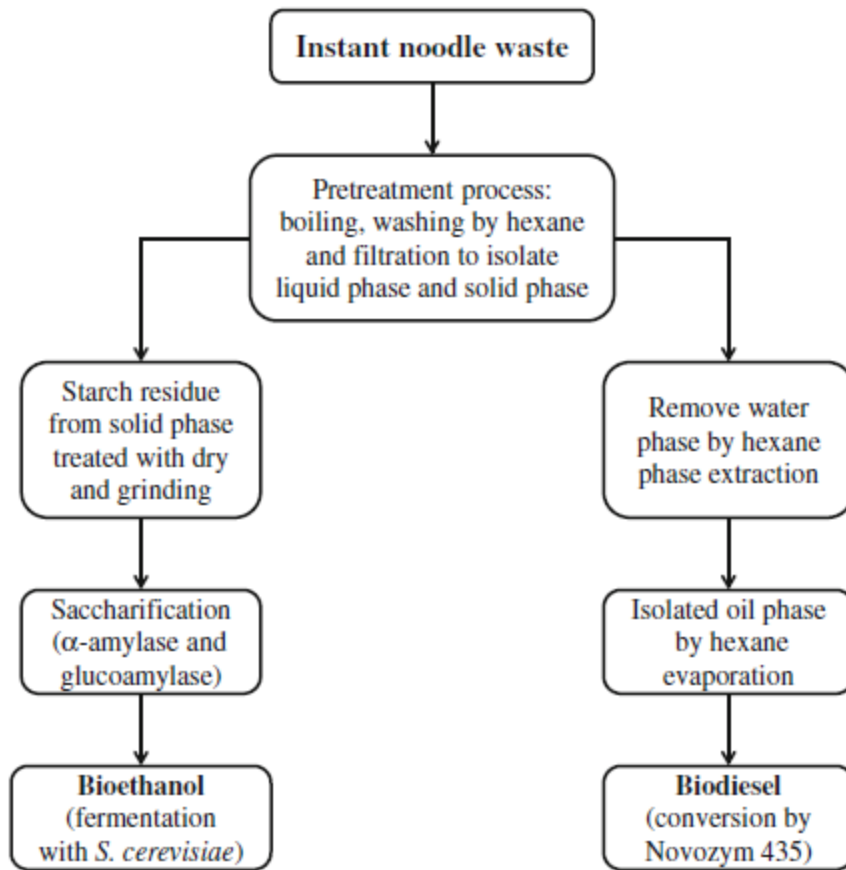 Instant noodle waste
Pretreatment process:
boiling, washing by hexane
and filtration to isolate
liquid phase and solid phase
Starch residue
from solid phase
treated with dry
and grinding
Saccharification
(α-amylase and
glucoamylase)
Bioethanol
(fermentation
with S. cerevisiae)
Remove water
phase by hexane
phase extraction
Isolated oil phase
by hexane
evaporation
Biodiesel
(conversion by
Novozym 435)